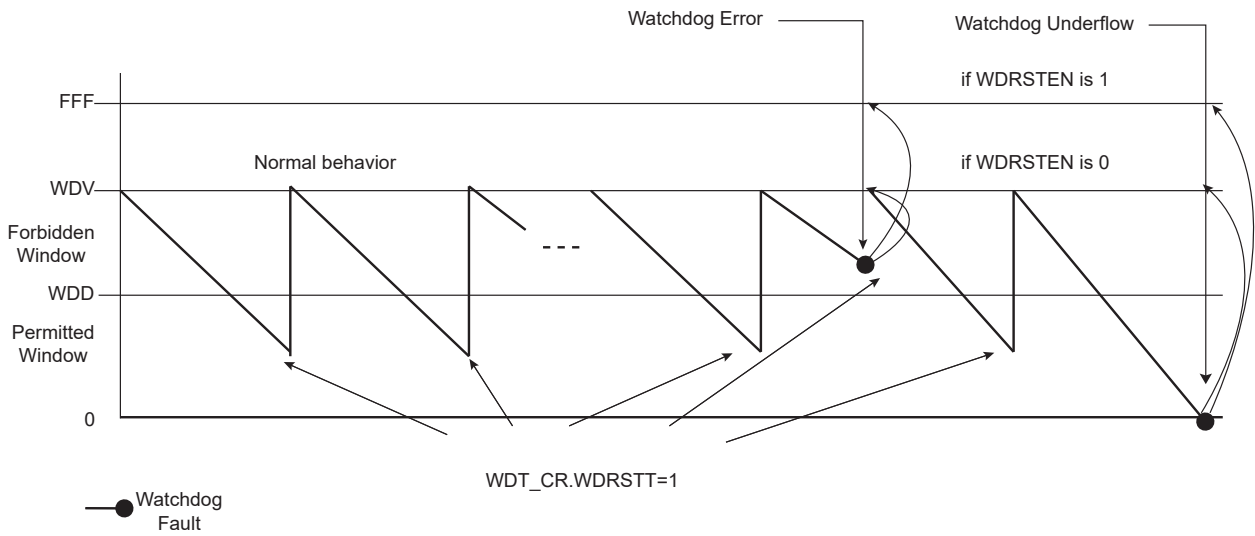 Watchdog Error
Watchdog Underflow
if WDRSTEN is 1
FFF
Normal behavior
if WDRSTEN is 0
WDV
Forbidden
Window
WDD
Permitted
Window
0
WDT_CR.WDRSTT=1
Watchdog
Fault